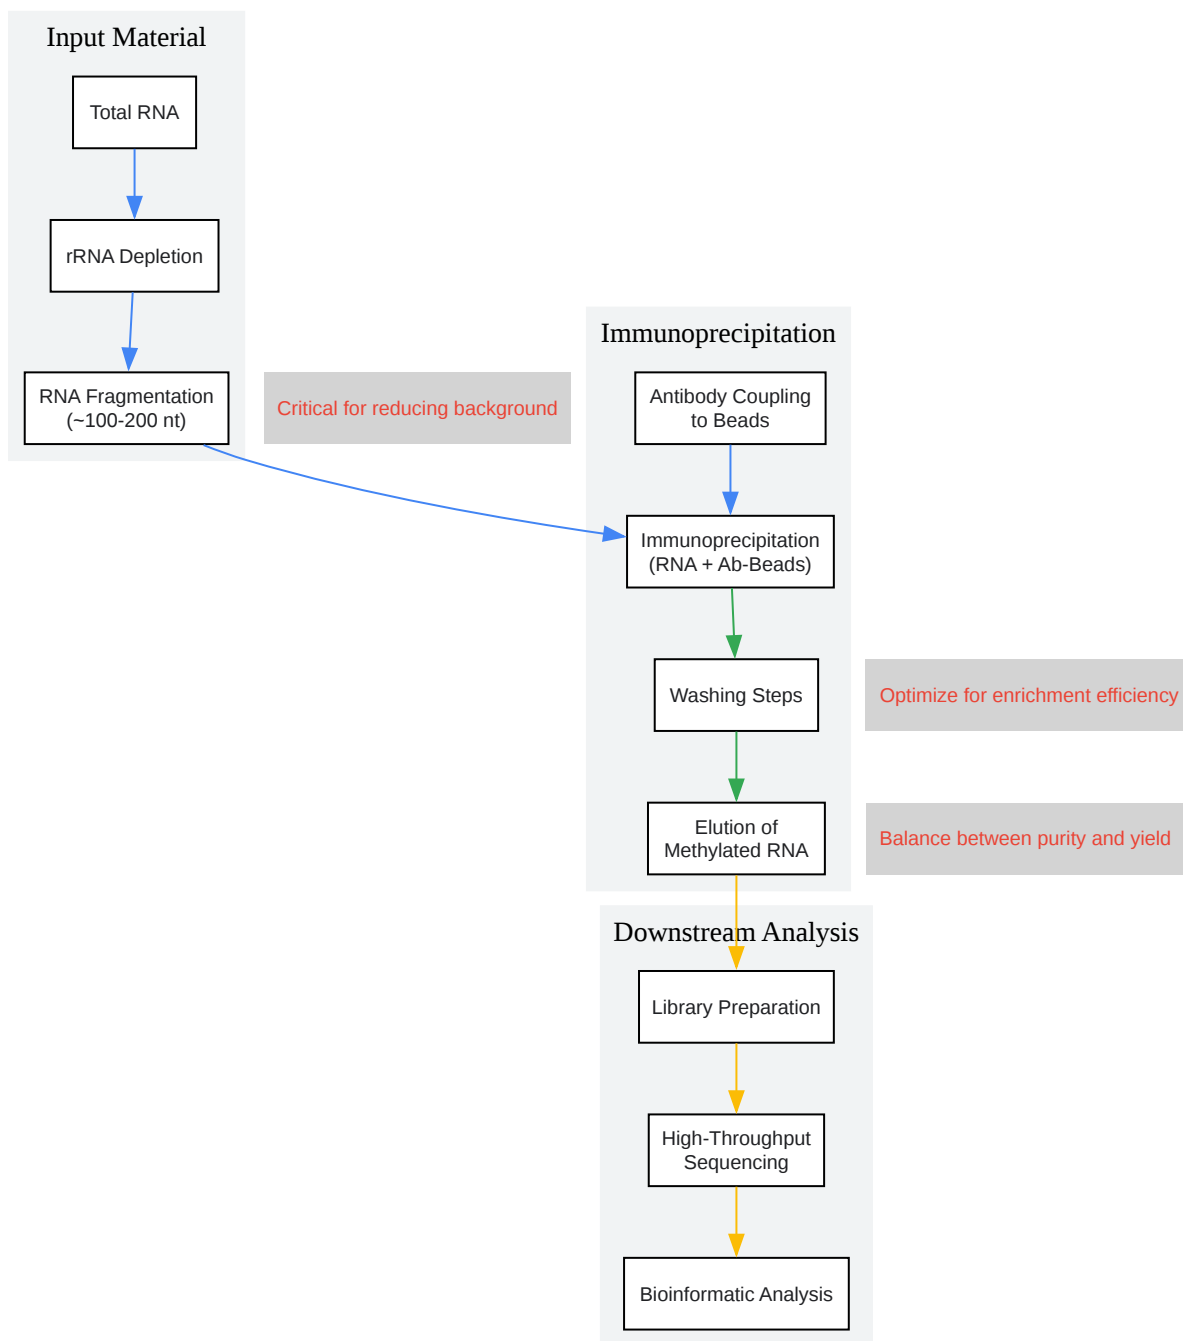 Input Material
Total RNA
rRNA Depletion
RNA Fragmentation
(~100-200 nt)
Critical for reducing background
Immunoprecipitation
Antibody Coupling
to Beads
Immunoprecipitation
(RNA + Ab-Beads)
Washing Steps
Optimize for enrichment efficiency
Elution of
Methylated RNA
Balance between purity and yield
Downstream Analysis
Library Preparation
High-Throughput
Sequencing
Bioinformatic Analysis